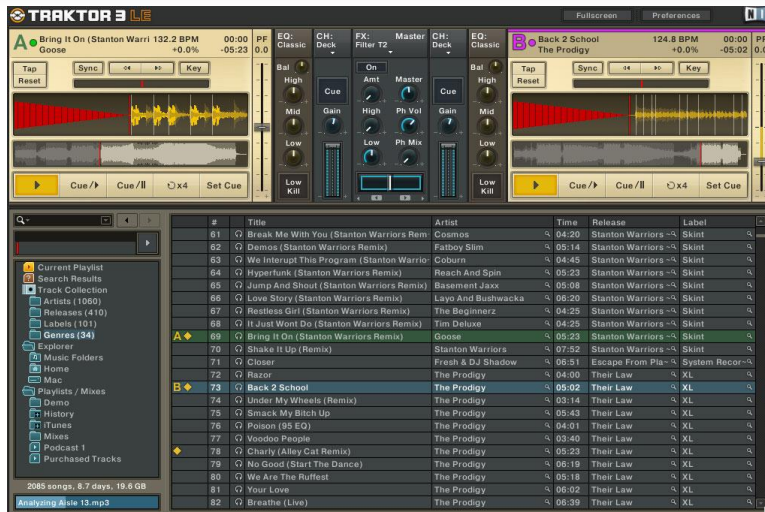 TRAKTOR 3 LE
Fullscreen
Preferences
N I
A Bring It On (Stanton Warri 132.2 BPM 00:00
Goose +0.0% -05:23
PF
0.0
Tap
Reset
Sync
Key
Cue/
Cue/II
x4
Set Cue
EQ:
Classic
Bal
High
Mid
Low
Low
Kill
CH:
Deck
Cue
Gain
FX: Master
Filter T2
On
Amt Master
High Ph Vol
Low Ph Mix
CH:
Deck
Cue
Gain
EQ:
Classic
Bal
High
Mid
Low
Low
Kill
B Back 2 School 124.8 BPM 00:00
The Prodigy +0.0% -05:02
PF
0.0
Tap
Reset
Sync
Key
Cue/
Cue/II
x4
Set Cue
Current Playlist
Search Results
Track Collection
Artists (1060)
Releases (410)
Labels (101)
Genres (34)
Explorer
Music Folders
Home
Mac
Playlists / Mixes
Demo
History
iTunes
Mixes
Podcast 1
Purchased Tracks
2085 songs, 8.7 days, 19.6 GB
Analyzing Aisle 13.mp3
# Title Artist Time Release Label
61 Break Me With You (Stanton Warriors Rem Cosmos 04:20 Stanton Warriors ~ Skint
62 Demos (Stanton Warriors Remix) Fatboy Slim 05:14 Stanton Warriors ~ Skint
63 We Interupt This Program (Stanton Warrio Coburn 04:45 Stanton Warriors ~ Skint
64 Hyperfunk (Stanton Warriors Remix) Reach And Spin 05:23 Stanton Warriors ~ Skint
65 Jump And Shout (Stanton Warriors Remix) Basement Jaxx 05:08 Stanton Warriors ~ Skint
66 Love Story (Stanton Warriors Remix) Layo And Bushwacka 06:20 Stanton Warriors ~ Skint
67 Restless Girl (Stanton Warriors Remix) The Beginnerz 04:25 Stanton Warriors ~ Skint
68 It Just Wont Do (Stanton Warriors Remix) Tim Deluxe 04:25 Stanton Warriors ~ Skint
A 69 Bring It On (Stanton Warriors Remix) Goose 05:23 Stanton Warriors ~ Skint
70 Shake It Up (Remix) Stanton Warriors 07:52 Stanton Warriors ~ Skint
71 Closer Fresh & DJ Shadow 06:51 Escape From Pla~ System Recor~
72 Razor The Prodigy 04:00 Their Law XL
B 73 Back 2 School The Prodigy 05:02 Their Law XL
74 Under My Wheels (Remix) The Prodigy 03:14 Their Law XL
75 Smack My Bitch Up The Prodigy 05:43 Their Law XL
76 Poison (95 EQ) The Prodigy 04:01 Their Law XL
77 Voodoo People The Prodigy 03:40 Their Law XL
78 Charly (Alley Cat Remix) The Prodigy 05:23 Their Law XL
79 No Good (Start The Dance) The Prodigy 06:19 Their Law XL
80 We Are The Ruffest The Prodigy 05:18 Their Law XL
81 Your Love The Prodigy 06:02 Their Law XL
82 Breathe (Live) The Prodigy 06:39 Their Law XL